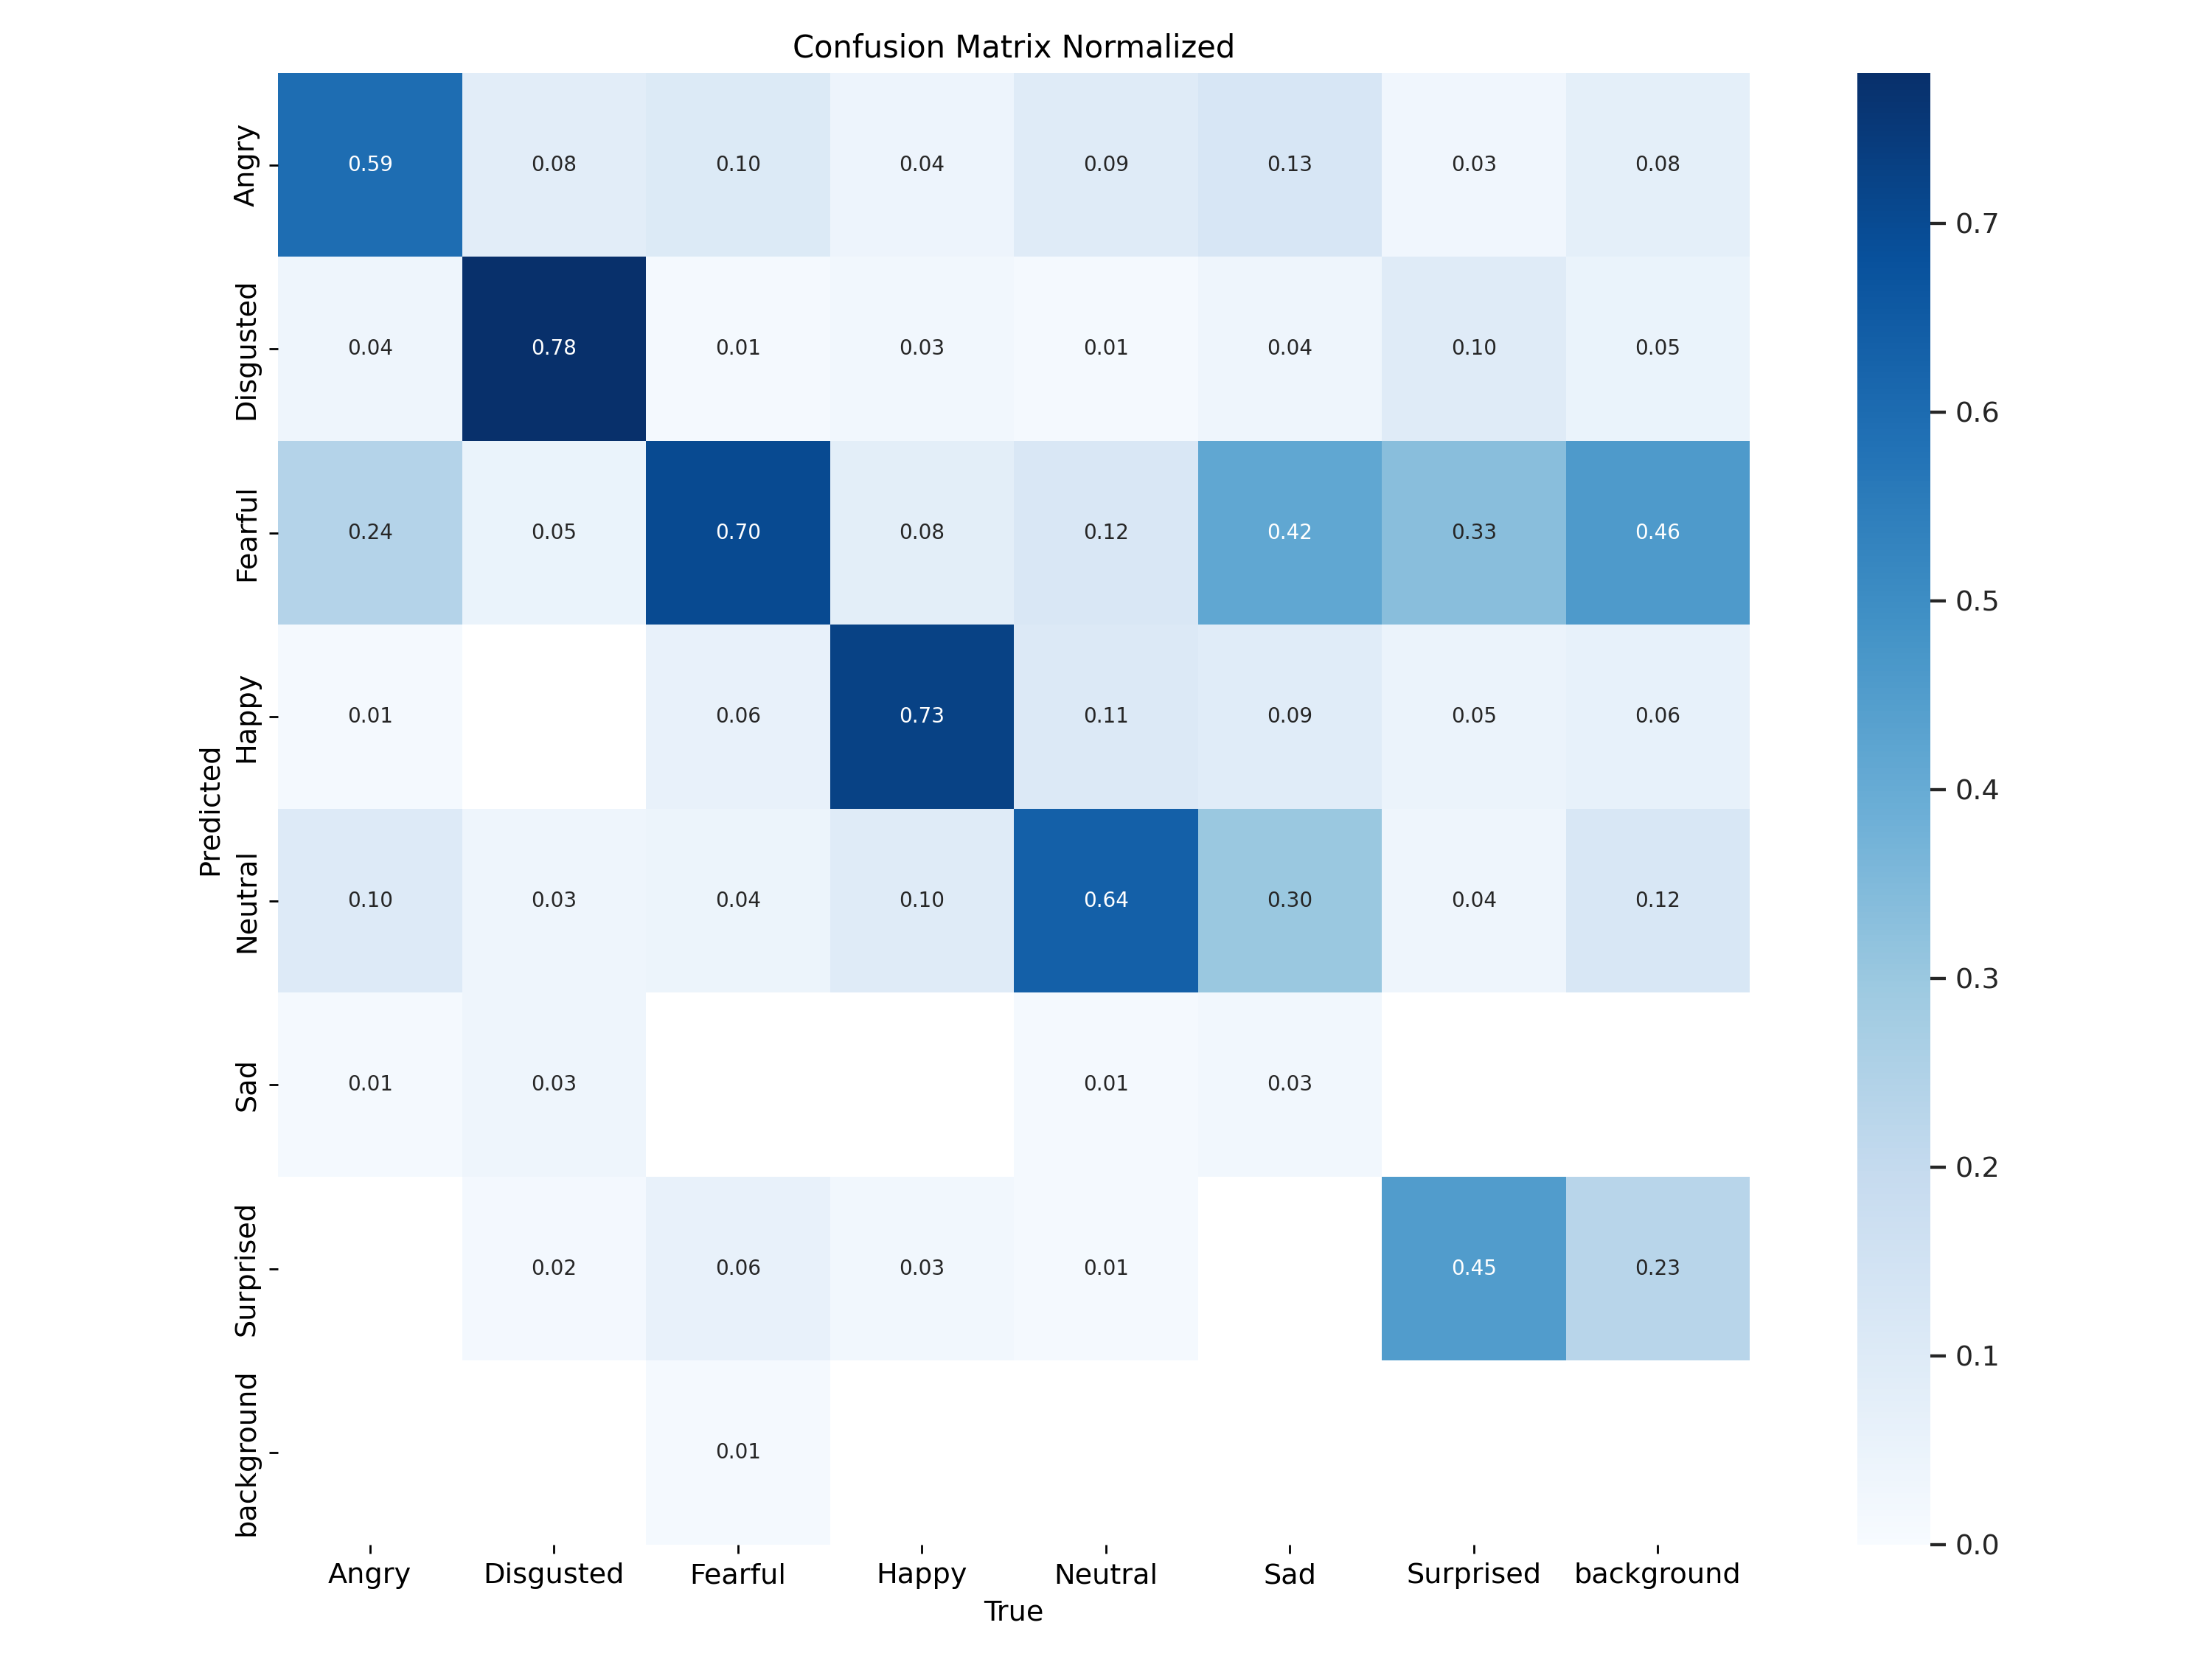 Confusion Matrix Normalized
Angry 0.59 0.08 0.10 0.04 0.09 0.13 0.03 0.08
Disgusted 0.04 0.78 0.01 0.03 0.01 0.04 0.10 0.05
Fearful 0.24 0.05 0.70 0.08 0.12 0.42 0.33 0.46
Happy 0.01 0.06 0.73 0.11 0.09 0.05 0.06
Neutral 0.10 0.03 0.04 0.10 0.64 0.30 0.04 0.12
Sad 0.01 0.03 0.01 0.03
Surprised 0.02 0.06 0.03 0.01 0.45 0.23
background 0.01
Predicted
Angry Disgusted Fearful Happy Neutral Sad Surprised background
True
0.7
0.6
0.5
0.4
0.3
0.2
0.1
0.0